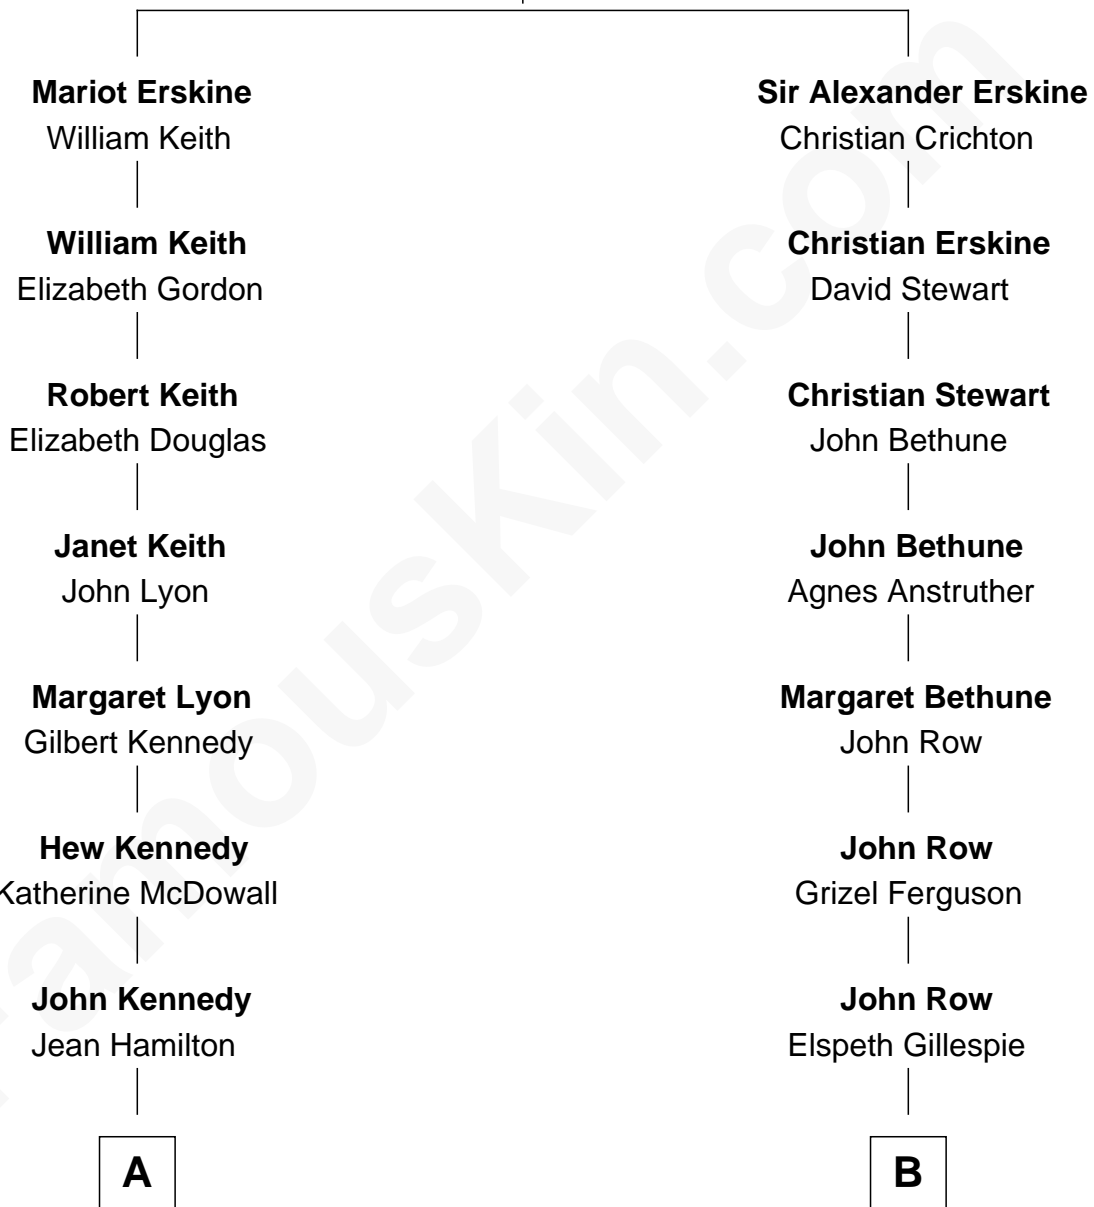 Mariot Erskine
William Keith
William Keith
Elizabeth Gordon
Robert Keith
Elizabeth Douglas
Janet Keith
John Lyon
Margaret Lyon
Gilbert Kennedy
Hew Kennedy
Katherine McDowall
John Kennedy
Jean Hamilton
A
Sir Alexander Erskine
Christian Crichton
Christian Erskine
David Stewart
Christian Stewart
John Bethune
John Bethune
Agnes Anstruther
Margaret Bethune
John Row
John Row
Grizel Ferguson
John Row
Elspeth Gillespie
B
FamousKin.com